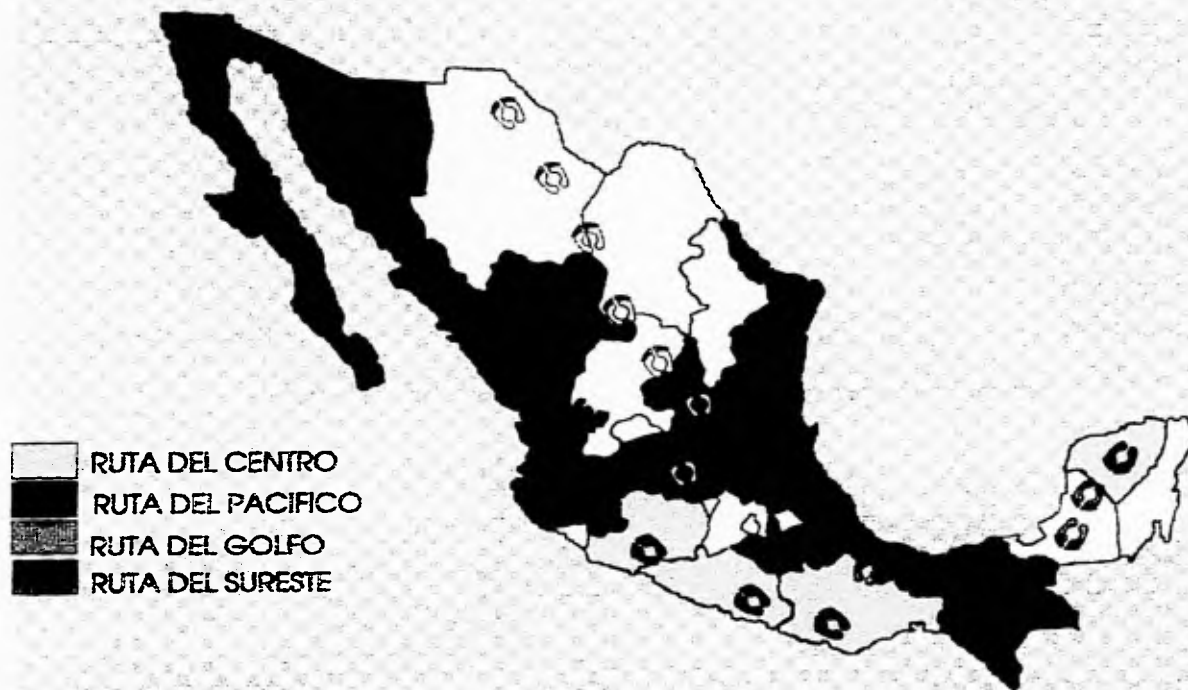 RUTA DEL CENTRO
RUTA DEL PACIFICO
RUTA DEL GOLFO
RUTA DEL SURESTE